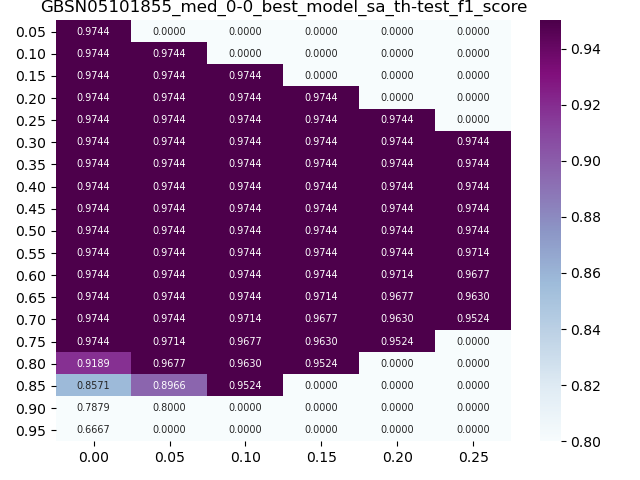 GBSN05101855_med_0-0_best_model_sa_th-test_f1_score
0.05 0.9744 0.0000 0.0000 0.0000 0.0000 0.0000
0.10 0.9744 0.9744 0.0000 0.0000 0.0000 0.0000
0.15 0.9744 0.9744 0.9744 0.0000 0.0000 0.0000
0.20 0.9744 0.9744 0.9744 0.9744 0.0000 0.0000
0.25 0.9744 0.9744 0.9744 0.9744 0.9744 0.0000
0.30 0.9744 0.9744 0.9744 0.9744 0.9744 0.9744
0.35 0.9744 0.9744 0.9744 0.9744 0.9744 0.9744
0.40 0.9744 0.9744 0.9744 0.9744 0.9744 0.9744
0.45 0.9744 0.9744 0.9744 0.9744 0.9744 0.9744
0.50 0.9744 0.9744 0.9744 0.9744 0.9744 0.9744
0.55 0.9744 0.9744 0.9744 0.9744 0.9744 0.9714
0.60 0.9744 0.9744 0.9744 0.9744 0.9714 0.9677
0.65 0.9744 0.9744 0.9744 0.9714 0.9677 0.9630
0.70 0.9744 0.9744 0.9714 0.9677 0.9630 0.9524
0.75 0.9744 0.9714 0.9677 0.9630 0.9524 0.0000
0.80 0.9189 0.9677 0.9630 0.9524 0.0000 0.0000
0.85 0.8571 0.8966 0.9524 0.0000 0.0000 0.0000
0.90 0.7879 0.8000 0.0000 0.0000 0.0000 0.0000
0.95 0.6667 0.0000 0.0000 0.0000 0.0000 0.0000
0.00 0.05 0.10 0.15 0.20 0.25
0.94
0.92
0.90
0.88
0.86
0.84
0.82
0.80